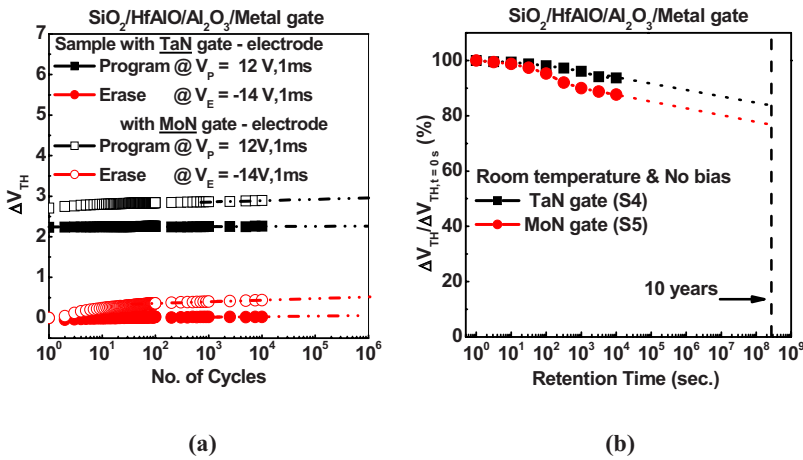 SiO2/HfAlO/Al2O3/Metal gate
Sample with TaN gate - electrode
Program @ VP = 12 V,1ms
Erase @ VE = -14 V,1ms
with MoN gate - electrode
Program @ VP = 12V,1ms
Erase @ VE = -14V,1ms
ΔVTH
7
6
5
4
3
2
1
0
10^0 10^1 10^2 10^3 10^4 10^5 10^6
No. of Cycles
(a)
SiO2/HfAlO/Al2O3/Metal gate
ΔVTH/ΔVTH,t = 0 s (%)
100
80
60
40
20
0
Room temperature & No bias
TaN gate (S4)
MoN gate (S5)
10 years
10^0 10^1 10^2 10^3 10^4 10^5 10^6 10^7 10^8 10^9
Retention Time (sec.)
(b)